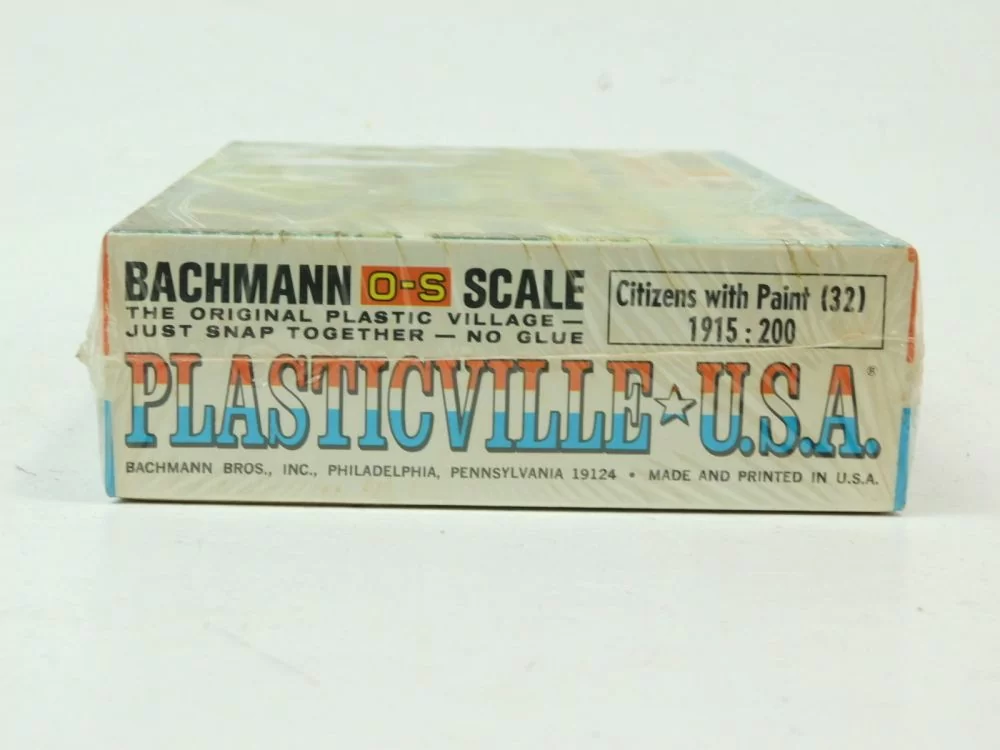 BACHMANN O-S SCALE
THE ORIGINAL PLASTIC VILLAGE —
JUST SNAP TOGETHER — NO GLUE
Citizens with Paint (32)
1915 : 200
PLASTICVILLE☆U.S.A.®
BACHMANN BROS., INC., PHILADELPHIA, PENNSYLVANIA 19124 • MADE AND PRINTED IN U.S.A.